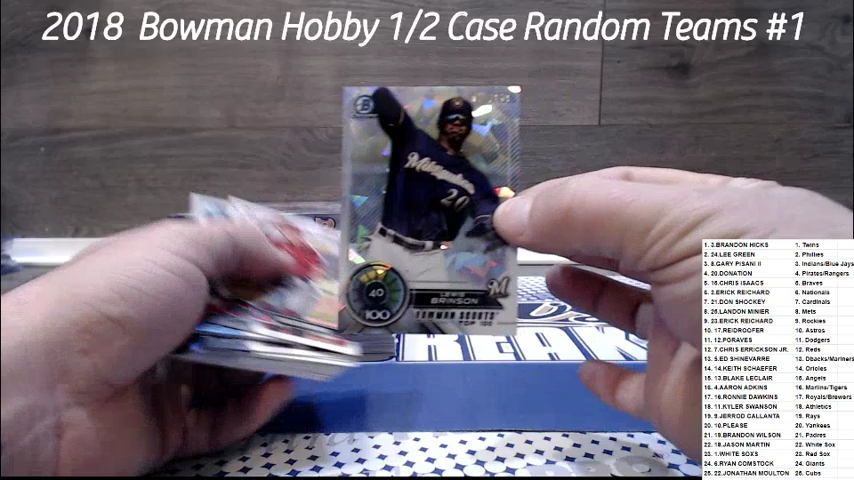 2018 Bowman Hobby 1/2 Case Random Teams #1
B
Milwaukee
20
LEWIS
BRINSON
M
40
100
BOWMAN SCOUTS'
TOP 100
BREAK
1. 3.BRANDON HICKS 1. Twins
2. 24.LEE GREEN 2. Phillies
3. 8.GARY PISANI II 3. Indians/Blue Jays
4. 20.DONATION 4. Pirates/Rangers
5. 15.CHRIS ISAACS 5. Braves
6. 2.ERICK REICHARD 6. Nationals
7. 21.DON SHOCKEY 7. Cardinals
8. 25.LANDON MINIER 8. Mets
9. 23.ERICK REICHARD 9. Rockies
10. 17.REIDROOFER 10. Astros
11. 12.PGRAVES 11. Dodgers
12. 7.CHRIS ERRICKSON JR. 12. Reds
13. 5.ED SHINEVARRE 13. Dbacks/Mariners
14. 14.KEITH SCHAEFER 14. Orioles
15. 13.BLAKE LECLAIR 15. Angels
16. 4.AARON ADKINS 16. Marlins/Tigers
17. 16.RONNIE DAWKINS 17. Royals/Brewers
18. 11.KYLER SWANSON 18. Athletics
19. 9.JERROD CALLANTA 19. Rays
20. 10.PLEASE 20. Yankees
21. 19.BRANDON WILSON 21. Padres
22. 18.JASON MARTIN 22. White Sox
23. 1.WHITE SOXS 23. Red Sox
24. 6.RYAN COMSTOCK 24. Giants
25. 22.JONATHAN MOULTON 25. Cubs